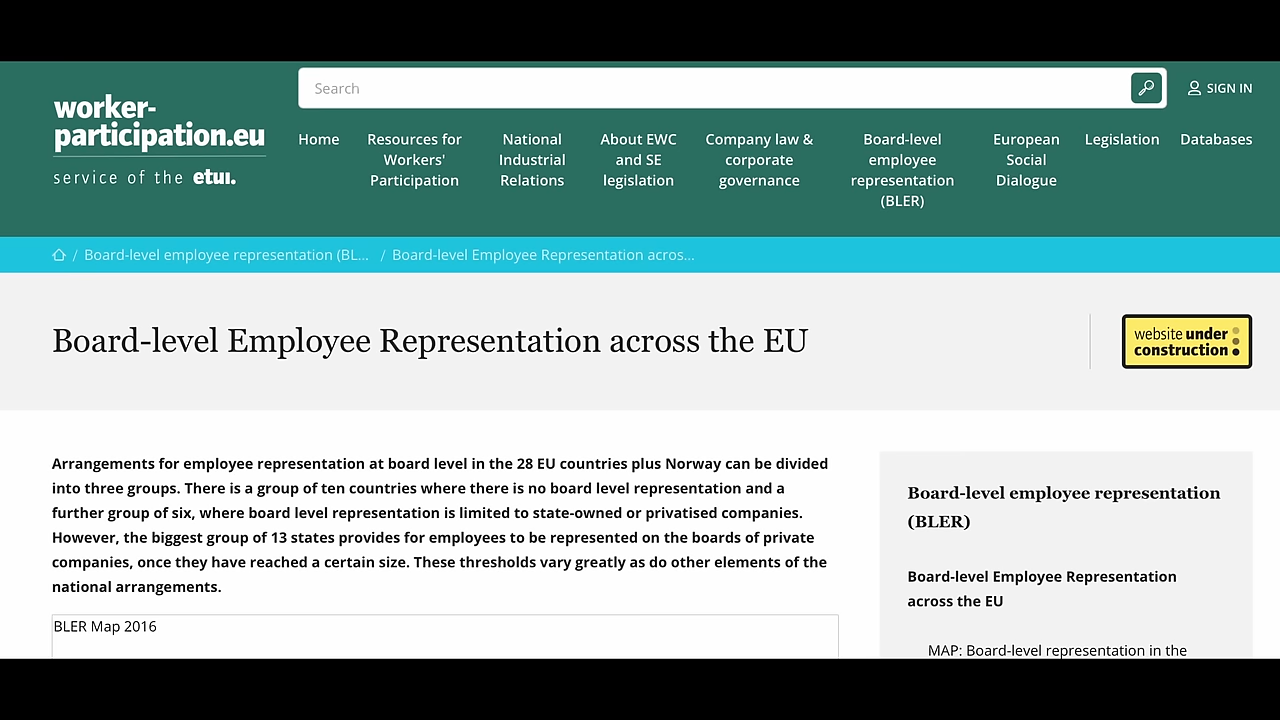 Search
SIGN IN
worker-
participation.eu
service of the etui.
Home
Resources for
Workers'
Participation
National
Industrial
Relations
About EWC
and SE
legislation
Company law &
corporate
governance
Board-level
employee
representation
(BLER)
European
Social
Dialogue
Legislation
Databases
/ Board-level employee representation (BL... / Board-level Employee Representation acros...
Board-level Employee Representation across the EU
website under
construction
Arrangements for employee representation at board level in the 28 EU countries plus Norway can be divided
into three groups. There is a group of ten countries where there is no board level representation and a
further group of six, where board level representation is limited to state-owned or privatised companies.
However, the biggest group of 13 states provides for employees to be represented on the boards of private
companies, once they have reached a certain size. These thresholds vary greatly as do other elements of the
national arrangements.
BLER Map 2016
Board-level employee representation
(BLER)
Board-level Employee Representation
across the EU
MAP: Board-level representation in the